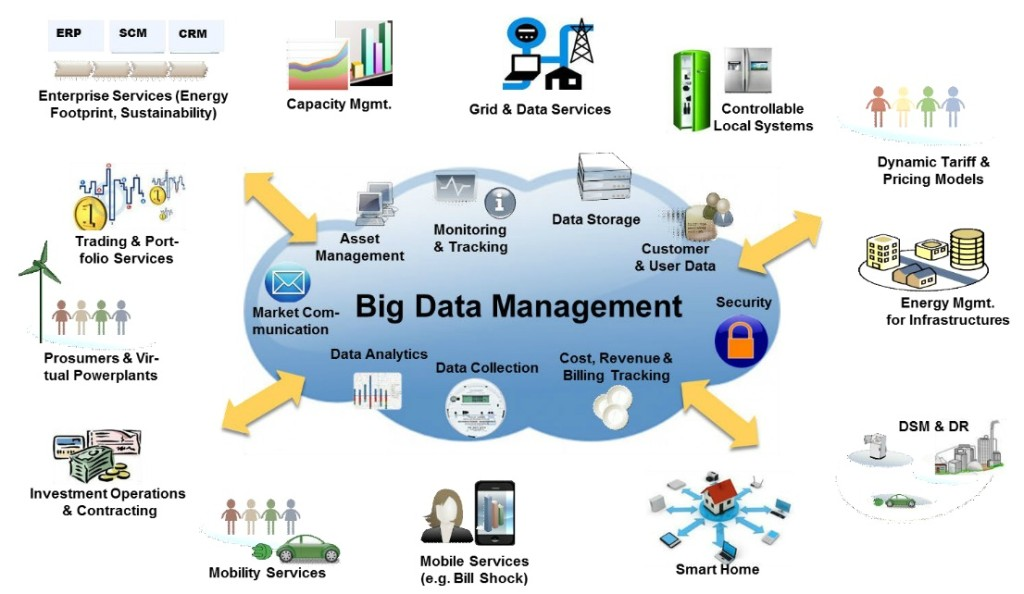 ERP
SCM
CRM
Enterprise Services (Energy
Footprint, Sustainability)
Capacity Mgmt.
Grid & Data Services
Controllable
Local Systems
Dynamic Tariff &
Pricing Models
Trading & Port-
folio Services
Asset
Management
Monitoring
& Tracking
Data Storage
Customer
& User Data
Market Com-
munication
Big Data Management
Security
Energy Mgmt.
for Infrastructures
Prosumers & Vir-
tual Powerplants
Data Analytics
Data Collection
Cost, Revenue &
Billing Tracking
DSM & DR
Investment Operations
& Contracting
Mobility Services
Mobile Services
(e.g. Bill Shock)
Smart Home